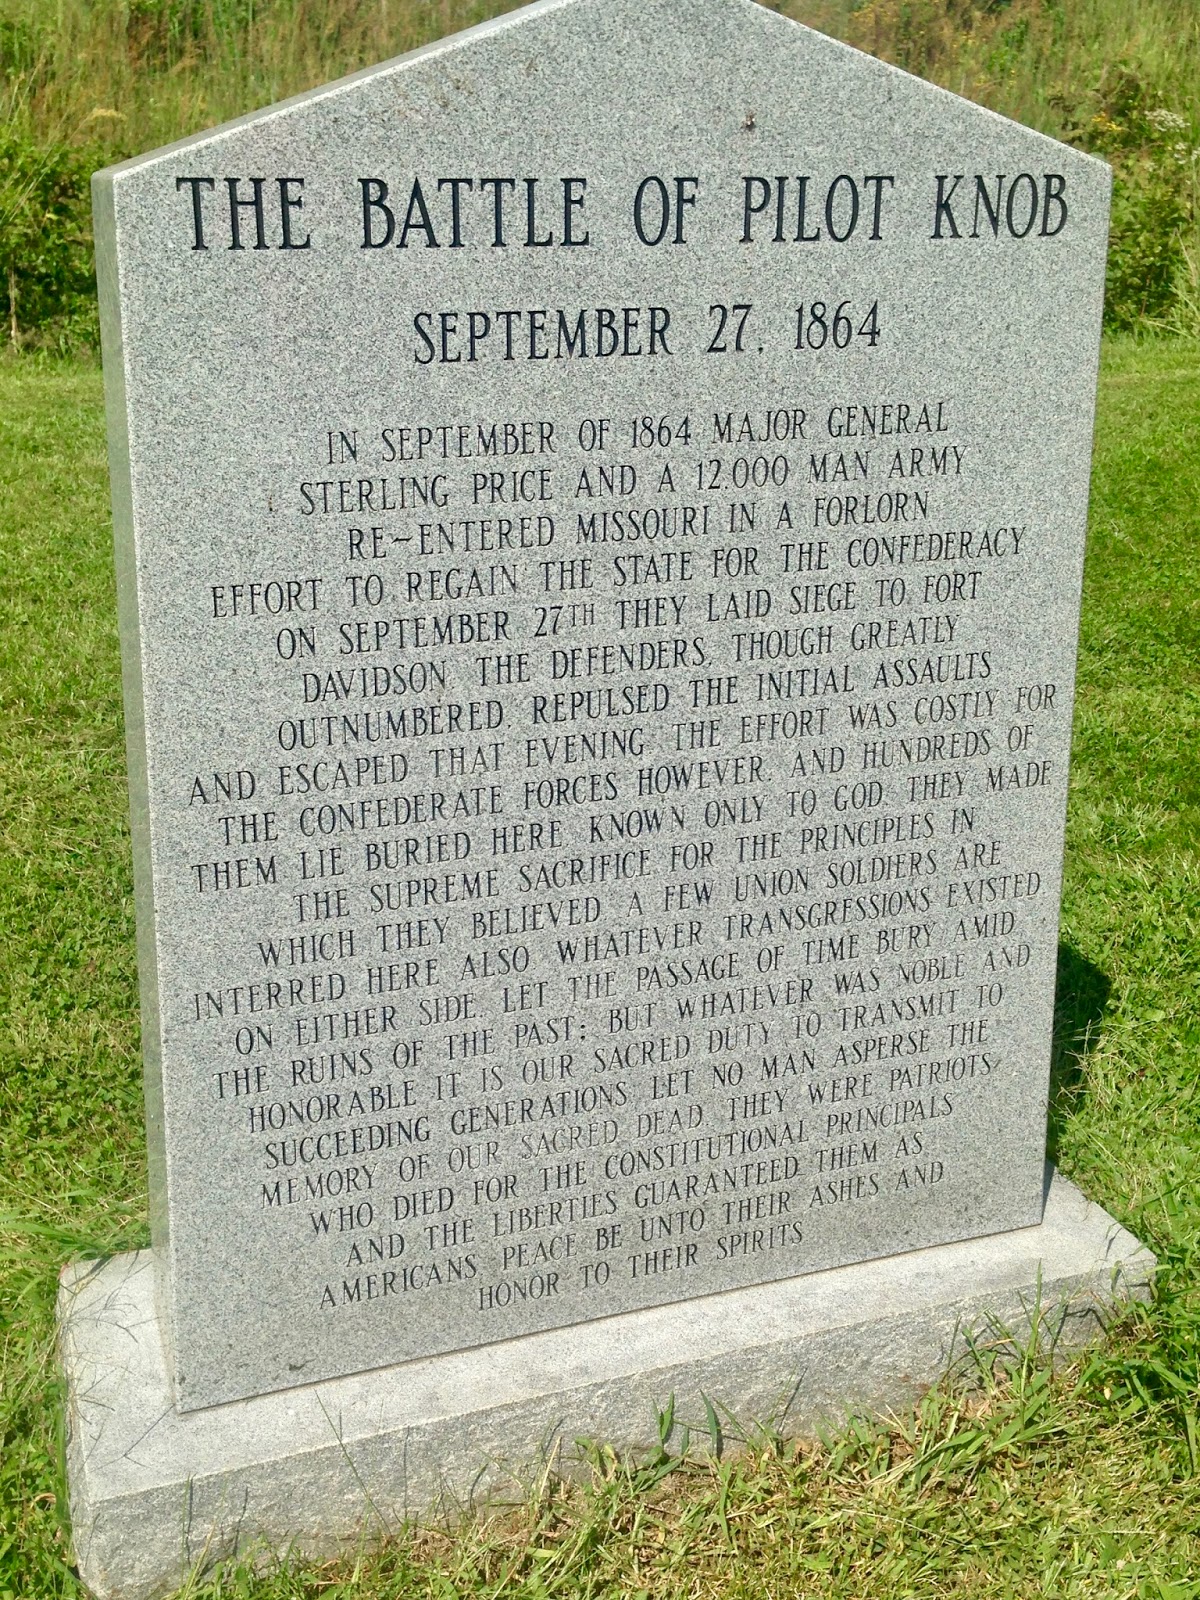 THE BATTLE OF PILOT KNOB
SEPTEMBER 27, 1864
IN SEPTEMBER OF 1864 MAJOR GENERAL
STERLING PRICE AND A 12,000 MAN ARMY
RE-ENTERED MISSOURI IN A FORLORN
EFFORT TO REGAIN THE STATE FOR THE CONFEDERACY
ON SEPTEMBER 27TH THEY LAID SIEGE TO FORT
DAVIDSON. THE DEFENDERS, THOUGH GREATLY
OUTNUMBERED, REPULSED THE INITIAL ASSAULTS
AND ESCAPED THAT EVENING. THE EFFORT WAS COSTLY FOR
THE CONFEDERATE FORCES HOWEVER, AND HUNDREDS OF
THEM LIE BURIED HERE, KNOWN ONLY TO GOD. THEY MADE
THE SUPREME SACRIFICE FOR THE PRINCIPLES IN
WHICH THEY BELIEVED. A FEW UNION SOLDIERS ARE
INTERRED HERE ALSO. WHATEVER TRANSGRESSIONS EXISTED
ON EITHER SIDE, LET THE PASSAGE OF TIME BURY AMID
THE RUINS OF THE PAST; BUT WHATEVER WAS NOBLE AND
HONORABLE IT IS OUR SACRED DUTY TO TRANSMIT TO
SUCCEEDING GENERATIONS. LET NO MAN ASPERSE THE
MEMORY OF OUR SACRED DEAD. THEY WERE PATRIOTS
WHO DIED FOR THE CONSTITUTIONAL PRINCIPALS
AND THE LIBERTIES GUARANTEED THEM AS
AMERICANS. PEACE BE UNTO THEIR ASHES AND
HONOR TO THEIR SPIRITS